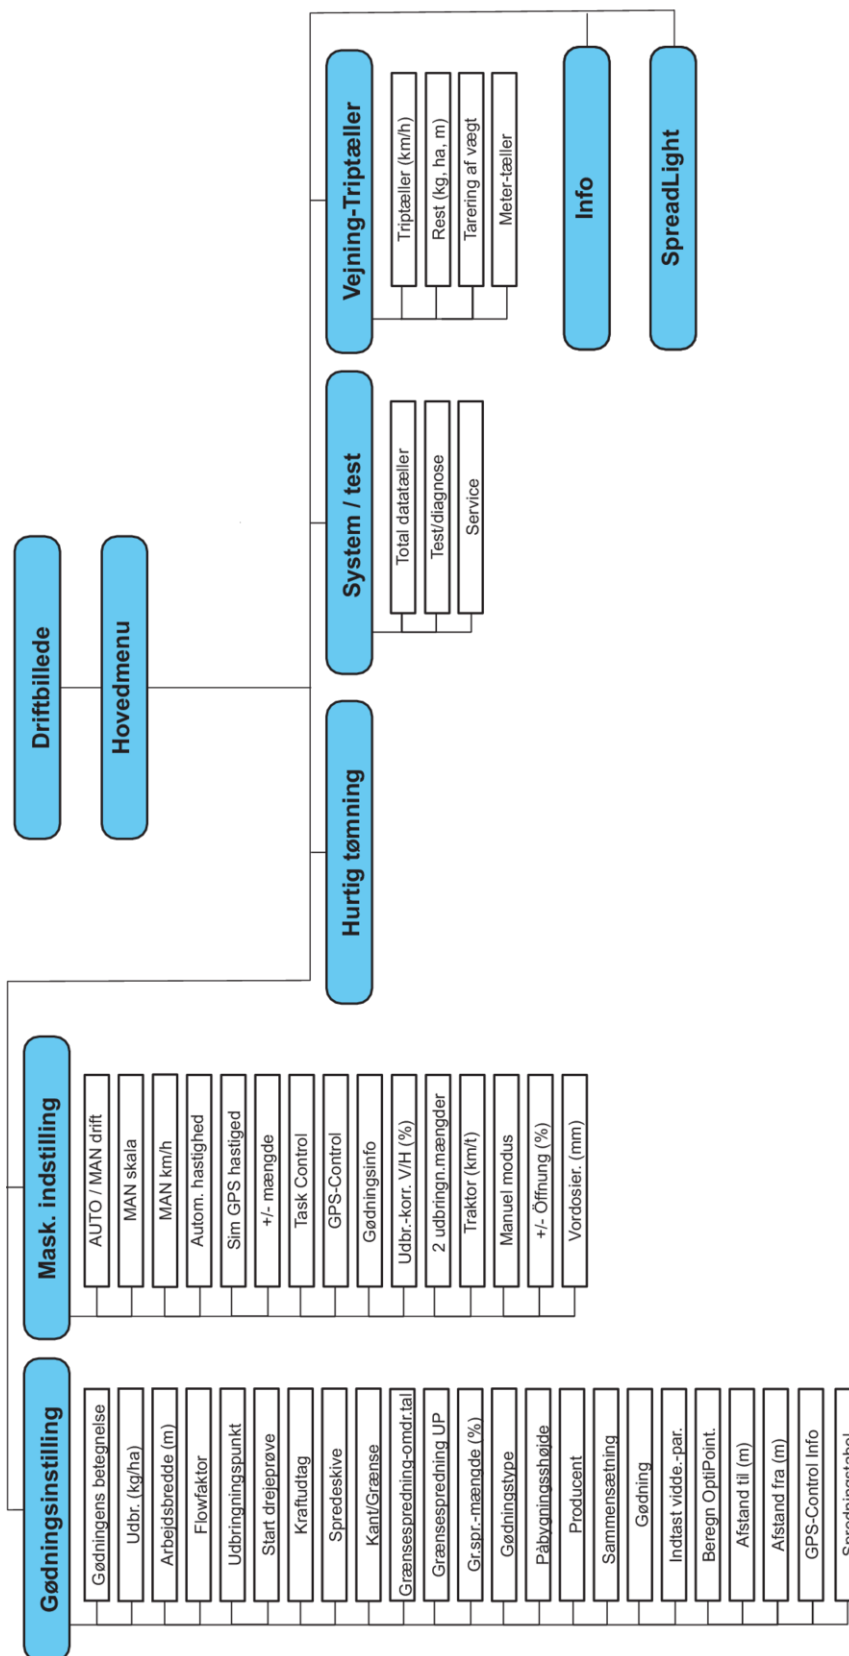 Driftbillede
Hovedmenu
Gødningsinstilling
Gødningens betegnelse
Udbr. (kg/ha)
Arbejdsbredde (m)
Flowfaktor
Udbringningspunkt
Start drejeprøve
Kraftudtag
Spredeskive
Kant/Grænse
Grænsespredning-omdr.tal
Grænsespredning UP
Gr.spr.-mængde (%)
Gødningstype
Påbygningsshøjde
Producent
Sammensætning
Gødning
Indtast vidde.-par.
Beregn OptiPoint.
Afstand til (m)
Afstand fra (m)
GPS-Control Info
Spredningstabel
Mask. indstilling
AUTO / MAN drift
MAN skala
MAN km/h
Autom. hastighed
Sim GPS hastiged
+/- mængde
Task Control
GPS-Control
Gødningsinfo
Udbr.-korr. V/H (%)
2 udbringn.mængder
Traktor (km/t)
Manuel modus
+/- Öffnung (%)
Vordosier. (mm)
Hurtig tømning
System / test
Total datatæller
Test/diagnose
Service
Vejning-Triptæller
Triptæller (km/h)
Rest (kg, ha, m)
Tarering af vægt
Meter-tæller
Info
SpreadLight